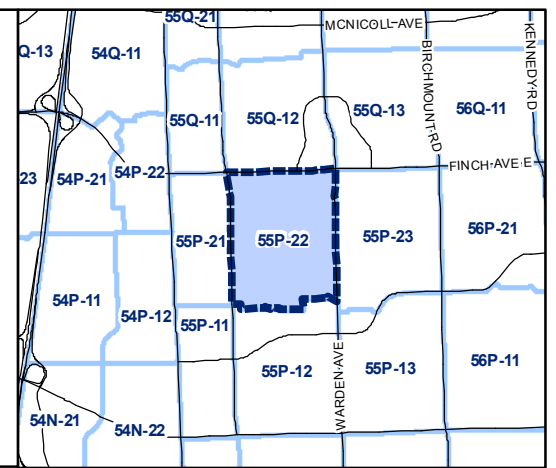 55Q-21
MCNICOLL AVE
Q-13
54Q-11
BIRCHMOUNT RD
KENNEDY RD
55Q-11
55Q-12
55Q-13
56Q-11
FINCH AVE E
23
54P-21
54P-22
55P-21
55P-22
55P-23
56P-21
54P-11
54P-12
55P-11
55P-12
WARDEN AVE
55P-13
56P-11
54N-21
54N-22